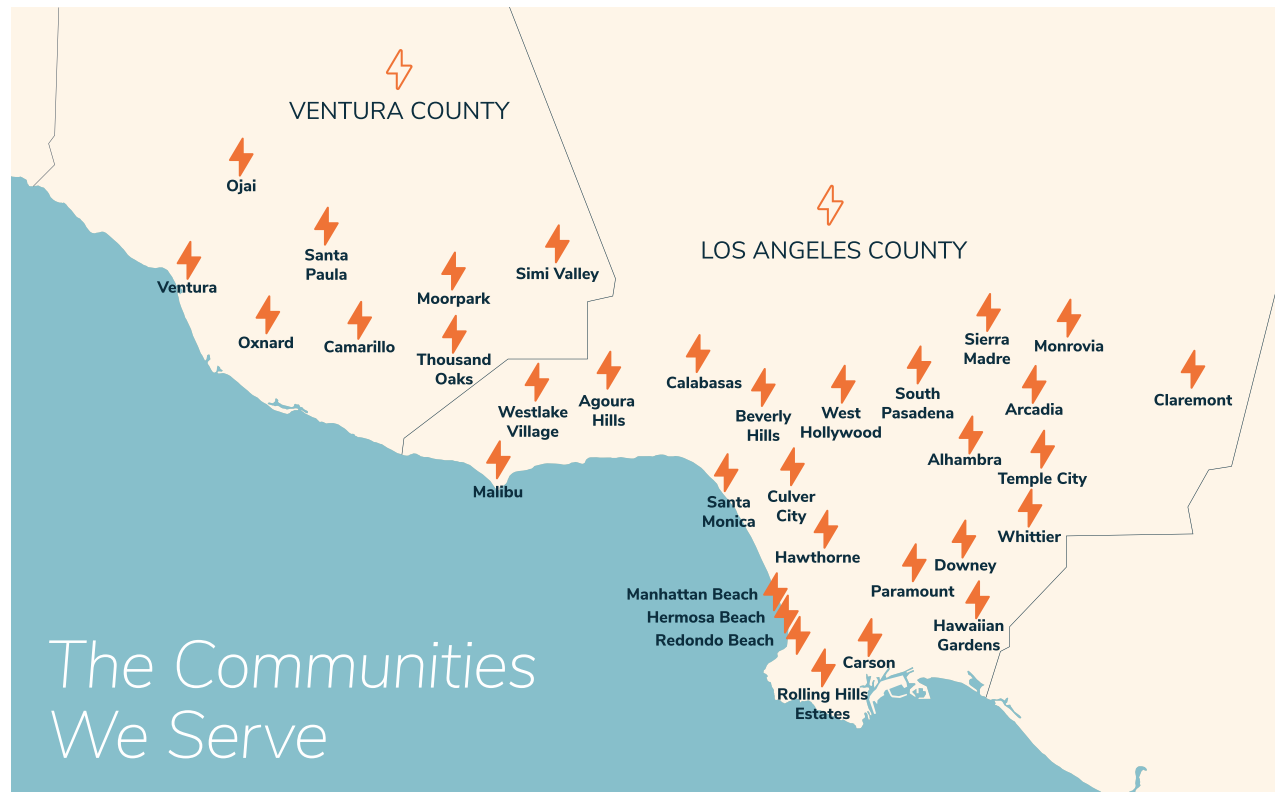 VENTURA COUNTY
Ojai
LOS ANGELES COUNTY
Santa
Paula
Simi Valley
Ventura
Moorpark
Oxnard
Camarillo
Thousand
Oaks
Sierra
Madre
Monrovia
Calabasas
Westlake
Village
Agoura
Hills
Beverly
Hills
West
Hollywood
South
Pasadena
Arcadia
Claremont
Alhambra
Temple City
Malibu
Santa
Monica
Culver
City
Whittier
Hawthorne
Downey
Paramount
Manhattan Beach
Hermosa Beach
Redondo Beach
Hawaiian
Gardens
Carson
Rolling Hills
Estates
The Communities
We Serve